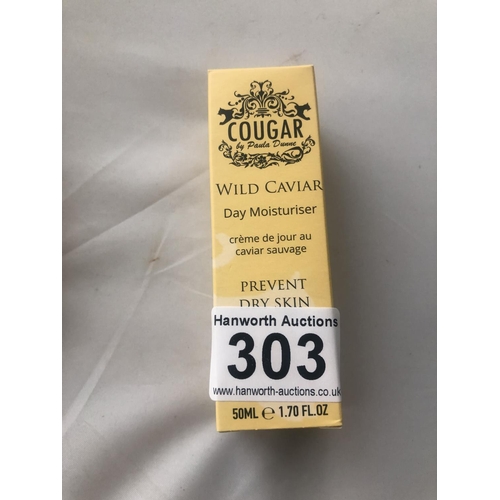 COUGAR
by Paula Dunne
WILD CAVIAR
Day Moisturiser
crème de jour au
caviar sauvage
PREVENT
DRY SKIN
Hanworth Auctions
303
www.hanworth-auctions.co.uk
50ML e 1.70 FL.OZ